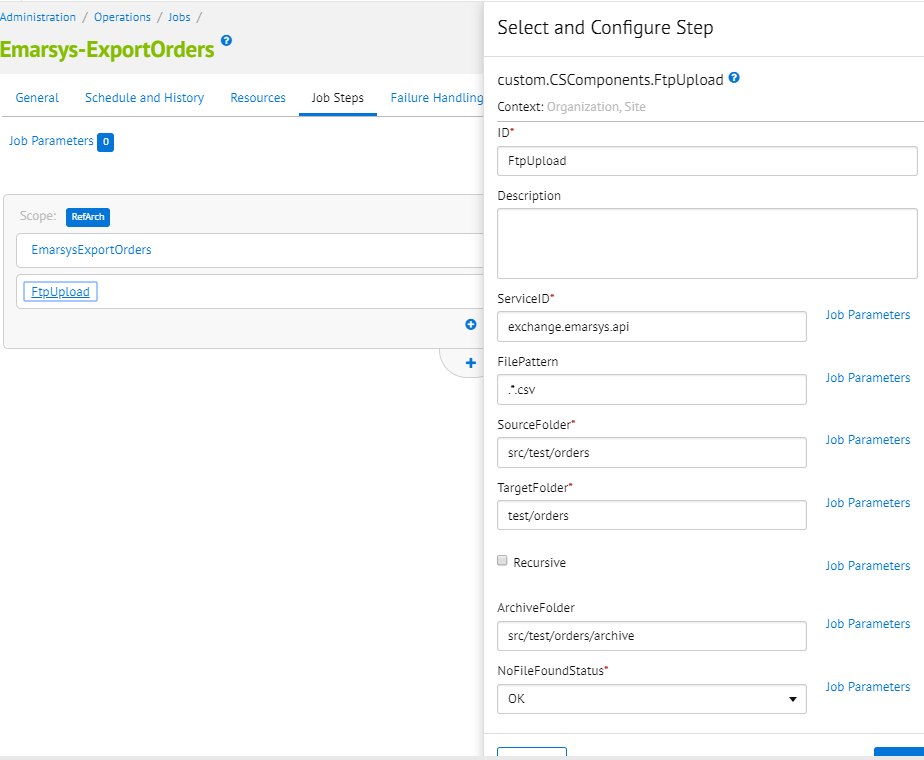 Administration / Operations / Jobs /
Emarsys-ExportOrders ?
General Schedule and History Resources Job Steps Failure Handling
Job Parameters 0
Scope: RefArch
EmarsysExportOrders
FtpUpload
Select and Configure Step
custom.CSComponents.FtpUpload ?
Context: Organization, Site
ID*
FtpUpload
Description
ServiceID*
exchange.emarsys.api Job Parameters
FilePattern
.*.csv Job Parameters
SourceFolder*
src/test/orders Job Parameters
TargetFolder*
test/orders Job Parameters
Recursive Job Parameters
ArchiveFolder
src/test/orders/archive Job Parameters
NoFileFoundStatus*
OK Job Parameters